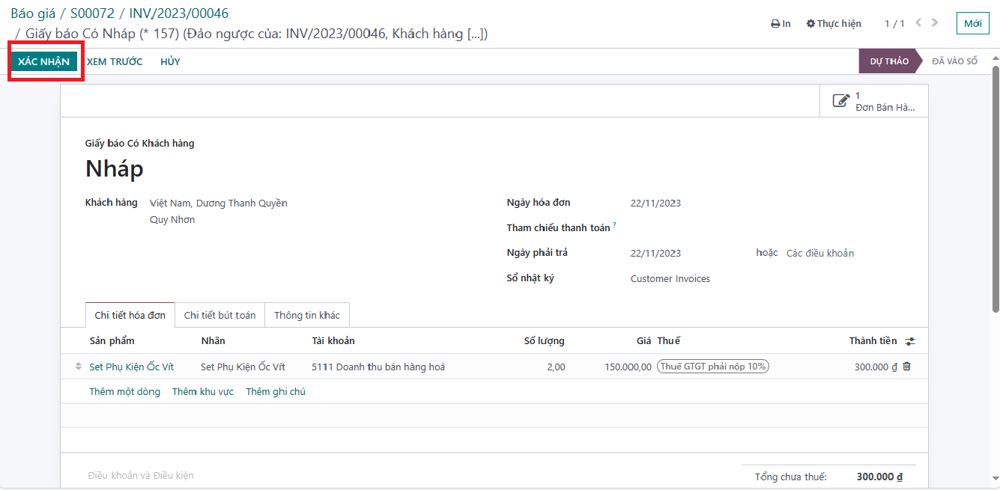 Báo giá / S00072 / INV/2023/00046
/ Giấy báo Có Nháp (* 157) (Đảo ngược của: INV/2023/00046, Khách hàng [...])
In Thực hiện 1 / 1 Mới
XÁC NHẬN XEM TRƯỚC HỦY DỰ THẢO ĐÃ VÀO SỔ
1
Đơn Bán Hà...
Giấy báo Có Khách hàng
Nháp
Khách hàng Việt Nam, Dương Thanh Quyền
Quy Nhơn
Ngày hóa đơn 22/11/2023
Tham chiếu thanh toán ?
Ngày phải trả 22/11/2023 hoặc Các điều khoản
Sổ nhật ký Customer Invoices
Chi tiết hóa đơn Chi tiết bút toán Thông tin khác
Sản phẩm Nhãn Tài khoản Số lượng Giá Thuế Thành tiền
Set Phụ Kiện Ốc Vít Set Phụ Kiện Ốc Vít 5111 Doanh thu bán hàng hoá 2,00 150.000,00 Thuế GTGT phải nộp 10% 300.000 ₫
Thêm một dòng Thêm khu vực Thêm ghi chú
Điều khoản và Điều kiện
Tổng chưa thuế: 300.000 ₫